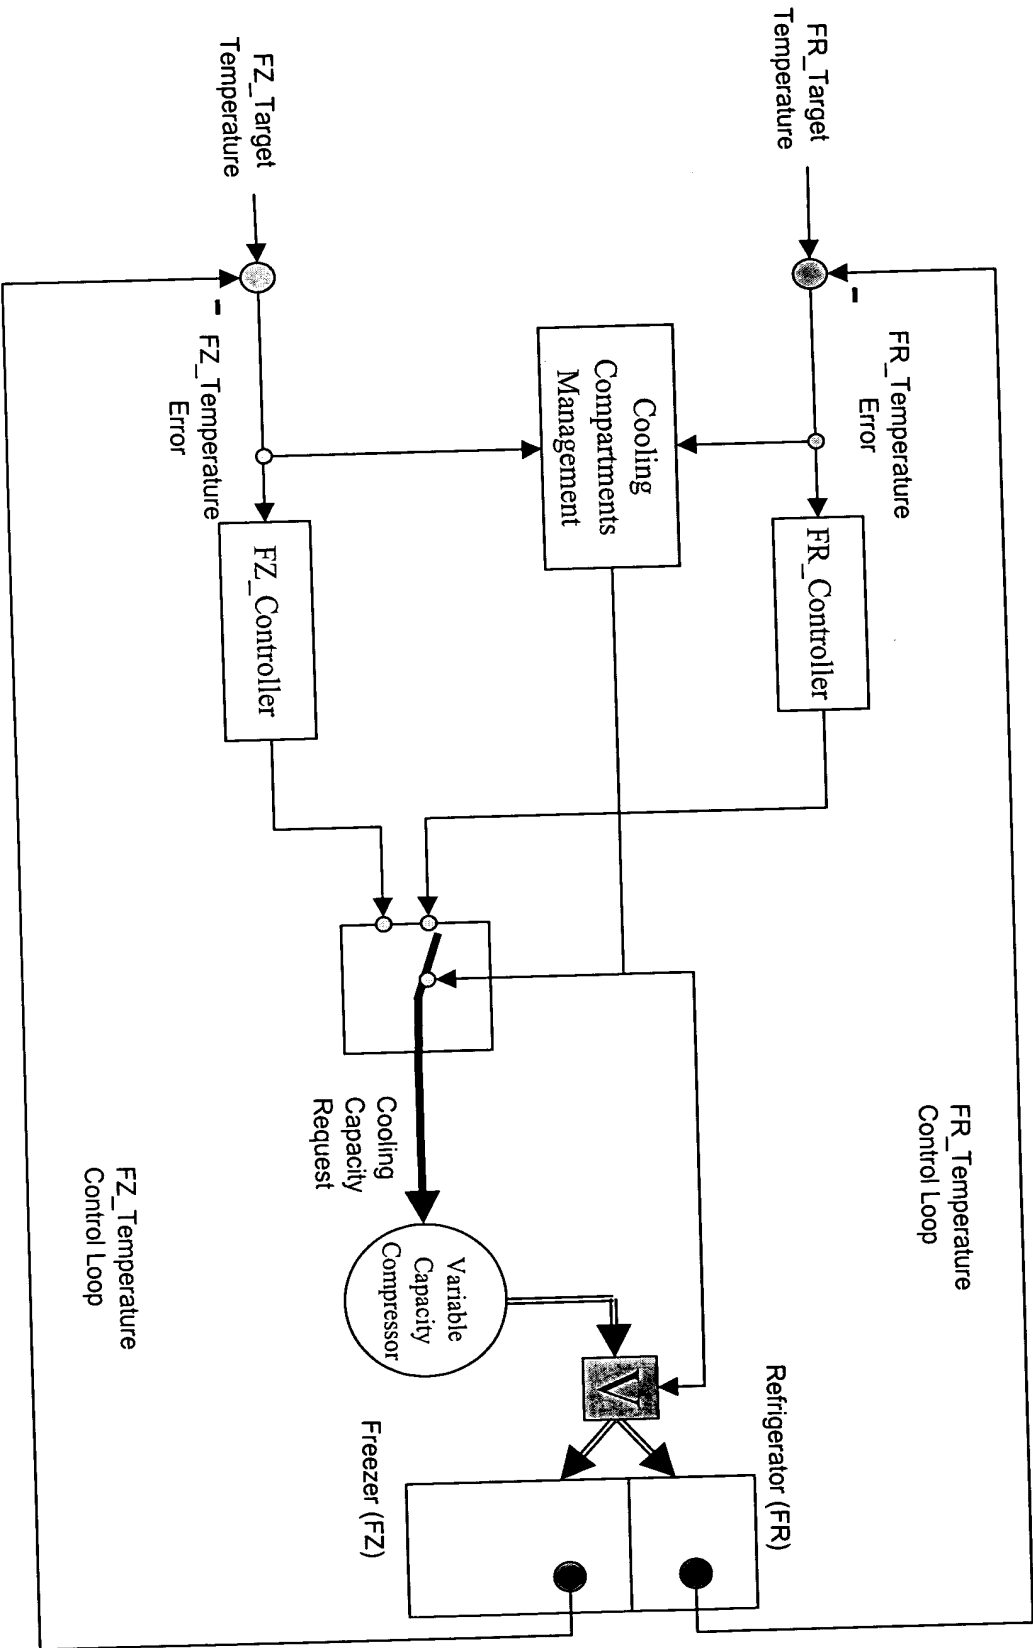 FR_Target
Temperature
FR_Temperature
Error
FR_Controller
FR_Temperature
Control Loop
Refrigerator (FR)
Cooling
Compartments
Management
V
Variable
Capacity
Compressor
Cooling
Capacity
Request
Freezer (FZ)
FZ_Target
Temperature
FZ_Temperature
Error
FZ_Controller
FZ_Temperature
Control Loop